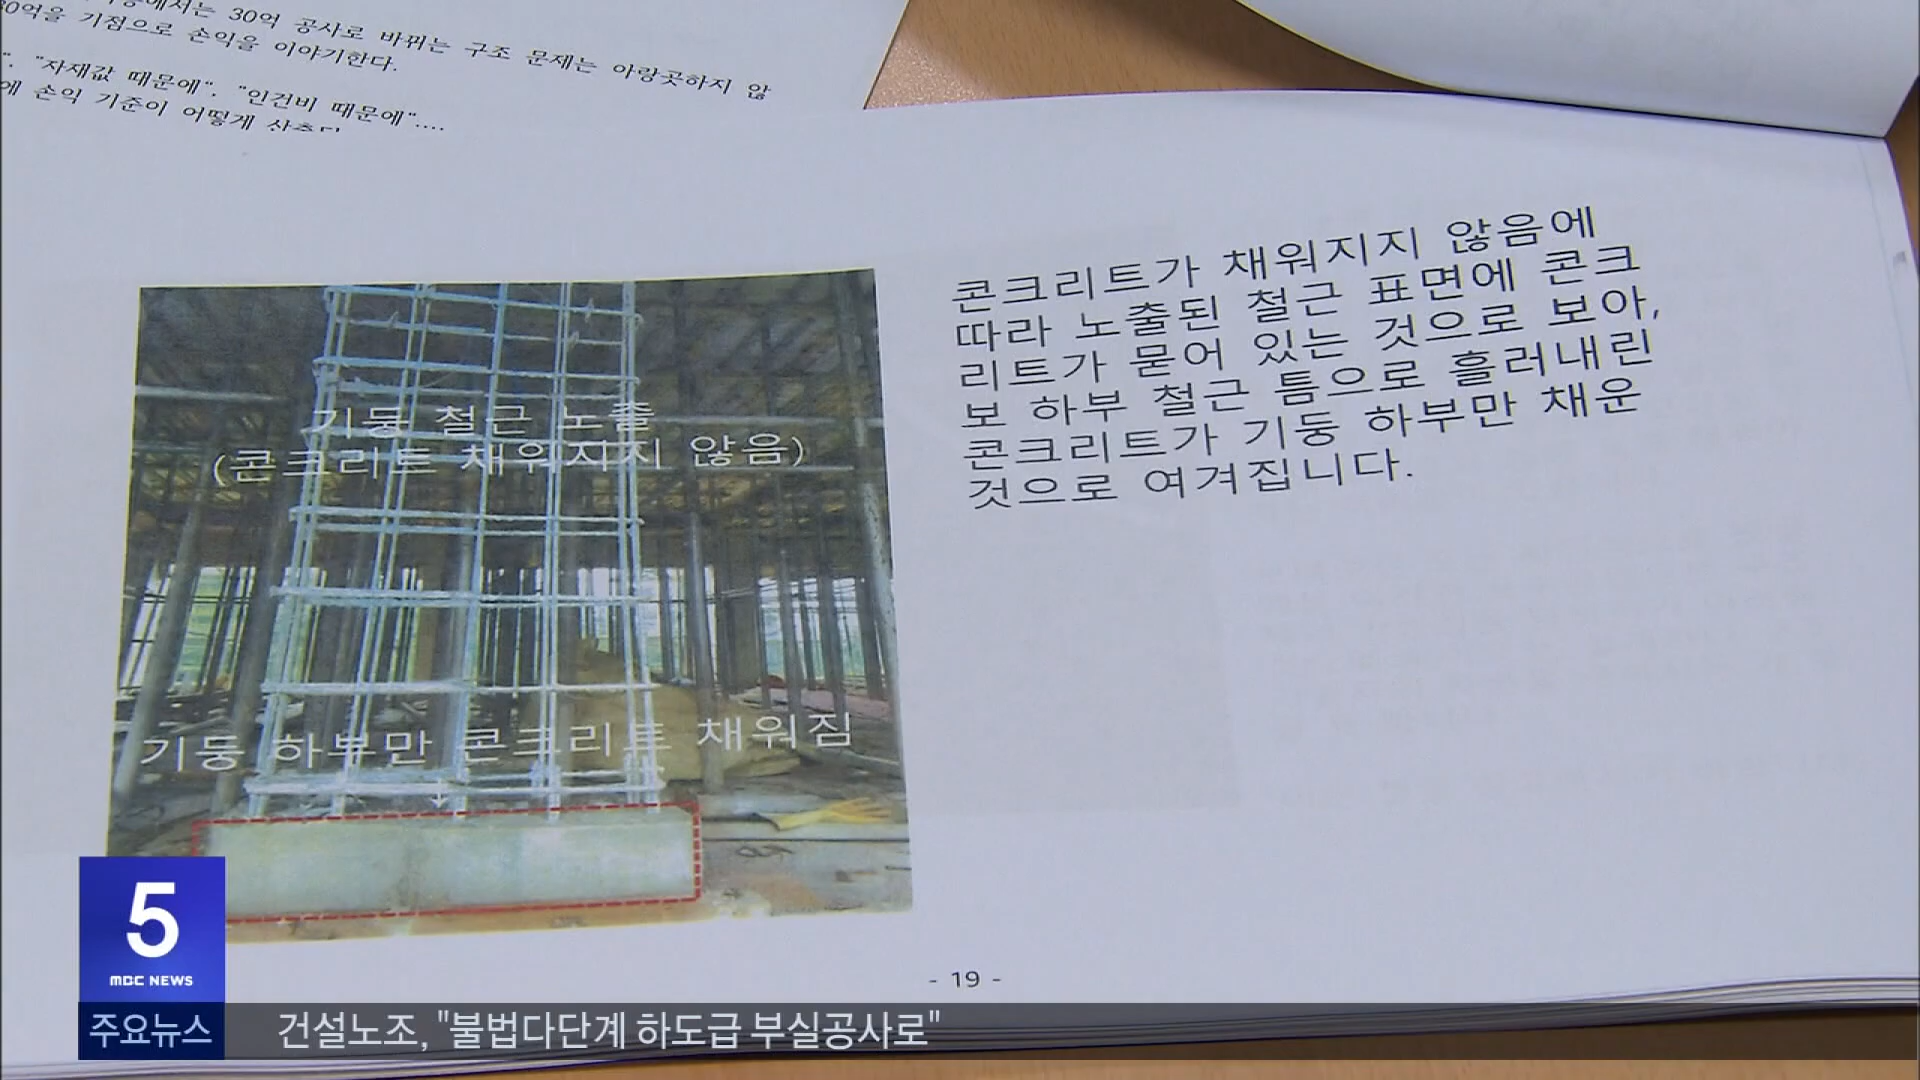 서는 30억 공사로 바뀌는 구조 문제는 아랑곳하지 않
30억을 기점으로 손익을 이야기한다.
"자재값 때문에". "인건비 때문에"....
에 손익 기준이 어떻게
콘크리트가 채워지지 않음에
따라 노출된 철근 표면에 콘크
리트가 묻어 있는 것으로 보아,
보 하부 철근 틈으로 흘러내린
콘크리트가 기둥 하부만 채운
것으로 여겨집니다.
기둥 철근 노출
(콘크리트 채워지지 않음)
기둥 하부만 콘크리트 채워짐
- 19 -
5
MBC NEWS
주요뉴스
건설노조, "불법다단계 하도급 부실공사로"